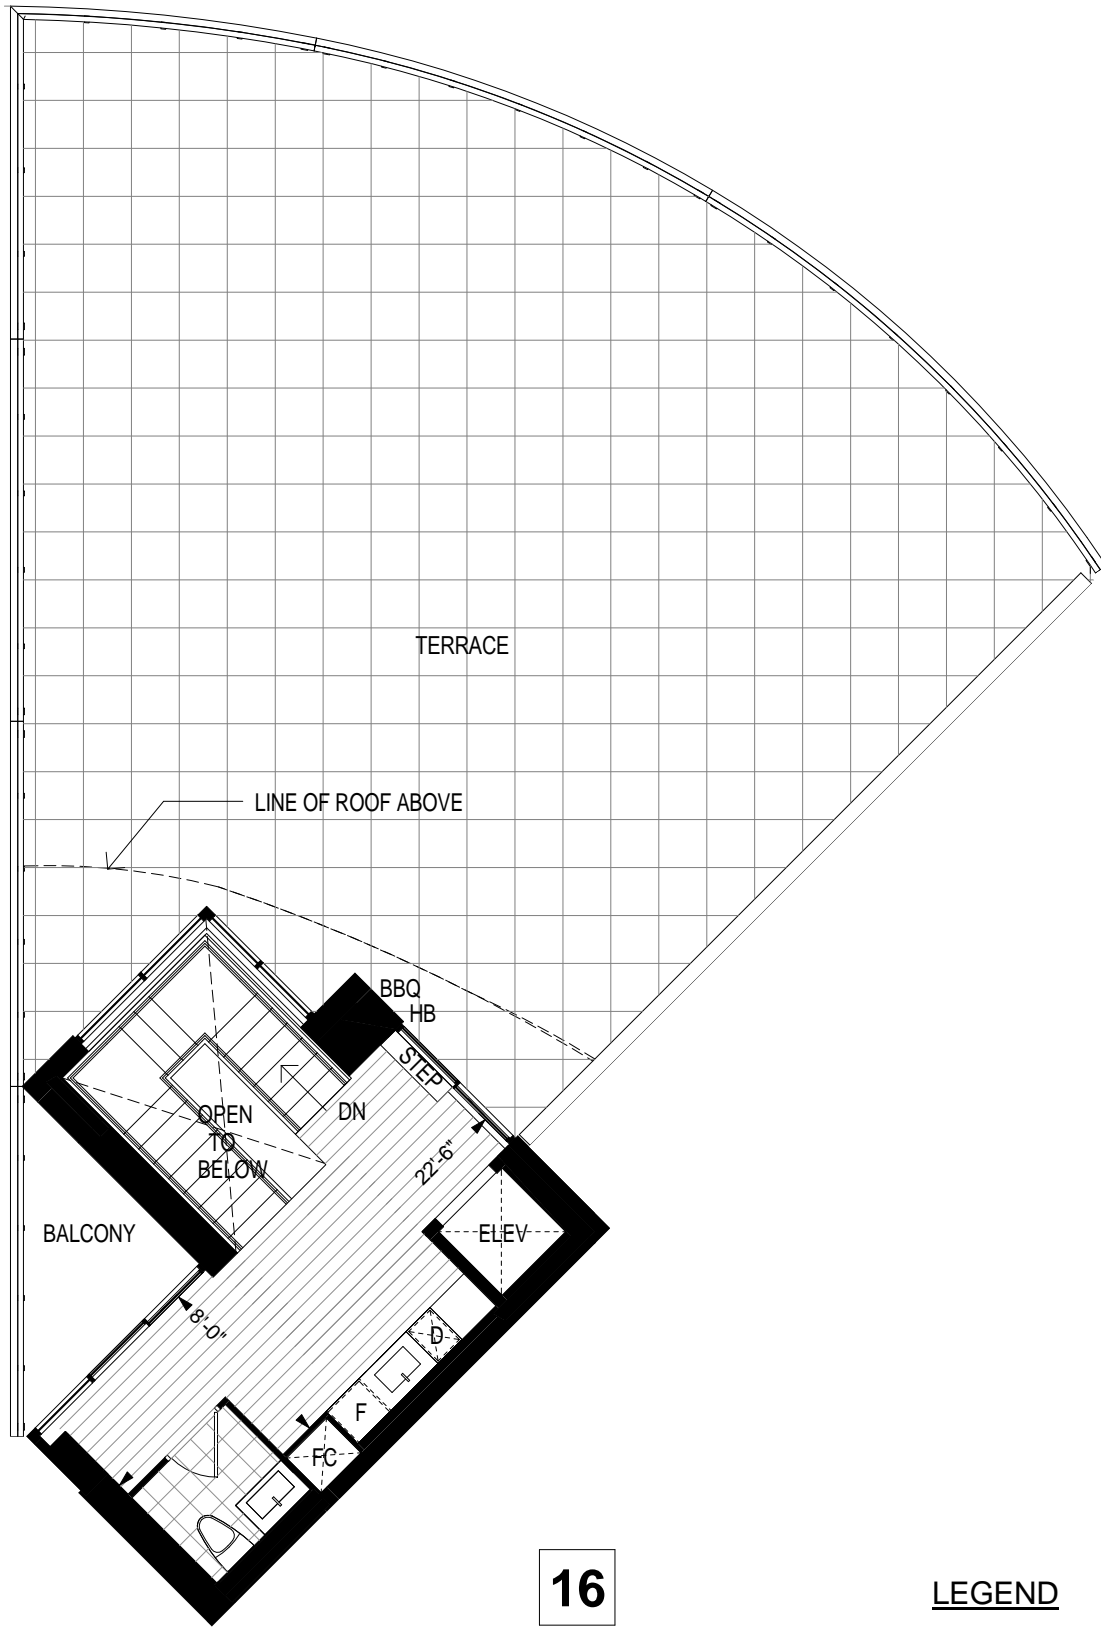 TERRACE
LINE OF ROOF ABOVE
BBQ
HB
STEP
OPEN
TO
BELOW
DN
22'-6"
BALCONY
ELEV
8'-0"
D
F
FC
16
LEGEND